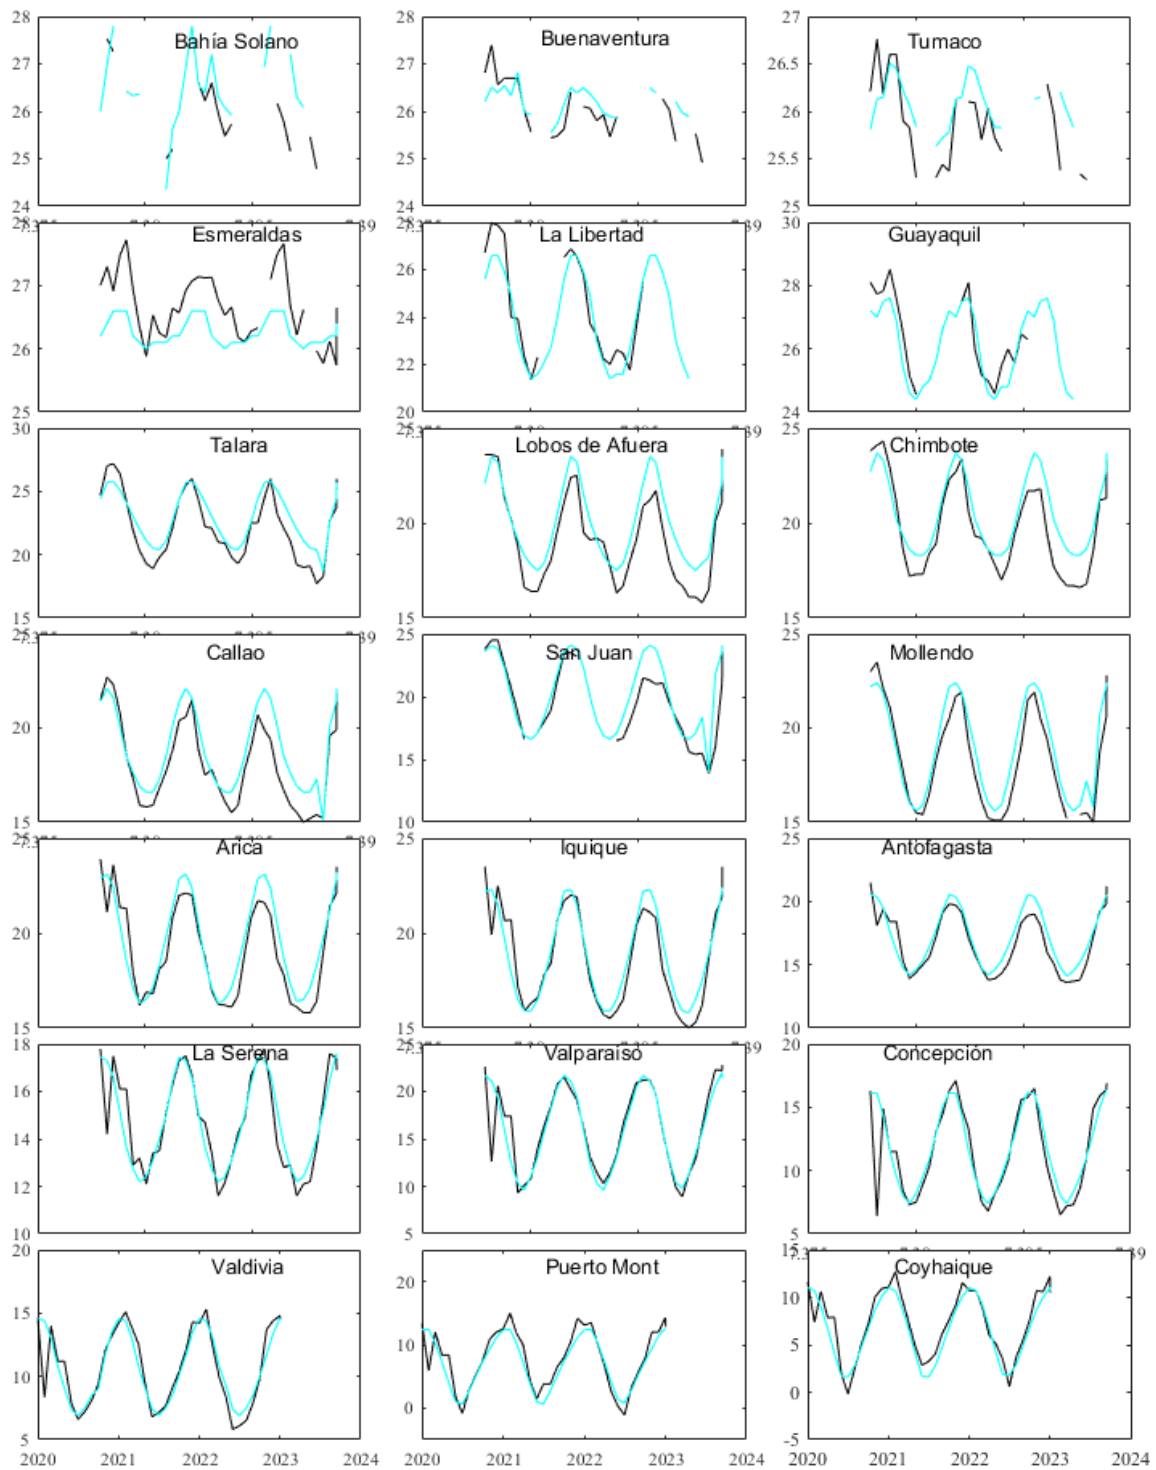 28 28 27
Bahía Solano Buenaventura Tumaco
27 27 26.5
26 26 26
25 25 25.5
24 24 25
28 28 30
Esmeraldas La Libertad Guayaquil
27 26 28
24
26 22 26
25 20 24
30 25 25
Talara Lobos de Afuera Chimbote
25
20 20
20
15 15 15
25 25 25
Callao San Juan Mollendo
20 20 20
15
15 10 15
25 25 25
Arica Iquique Antofagasta
20 20 20
15
15 15 10
18 25 20
La Serena Valparaisó Concepción
16 20 15
14 15
12 10 10
10 5 5
20 15
Valdivia Puerto Mont Coyhaique
20 10
15
10 5
10 0 0
5 -5
2020 2021 2022 2023 2024 2020 2021 2022 2023 2024 2020 2021 2022 2023 2024